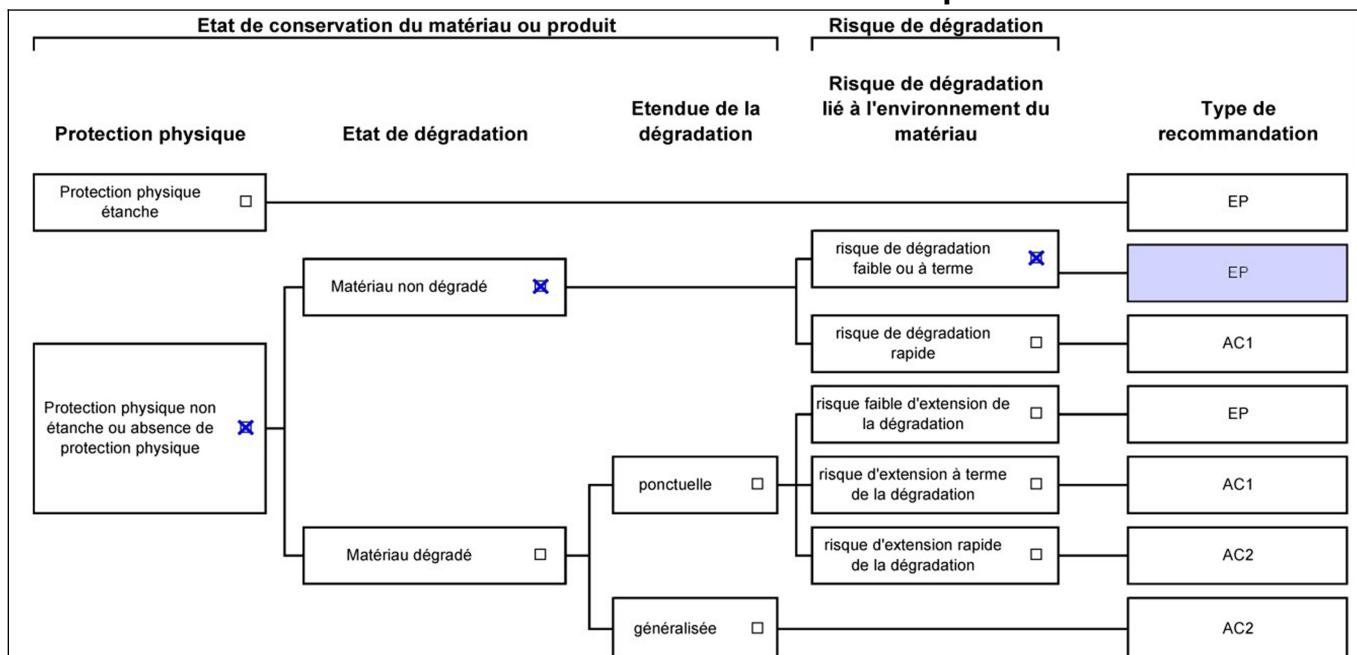 Etat de conservation du matériau ou produit
Risque de dégradation
Protection physique
Etat de dégradation
Etendue de la
dégradation
Risque de dégradation
lié à l'environnement du
matériau
Type de
recommandation
Protection physique
étanche
EP
risque de dégradation
faible ou à terme
EP
Matériau non dégradé
risque de dégradation
rapide
AC1
Protection physique non
étanche ou absence de
protection physique
risque faible d'extension de
la dégradation
EP
ponctuelle
risque d'extension à terme
de la dégradation
AC1
Matériau dégradé
risque d'extension rapide
de la dégradation
AC2
généralisée
AC2